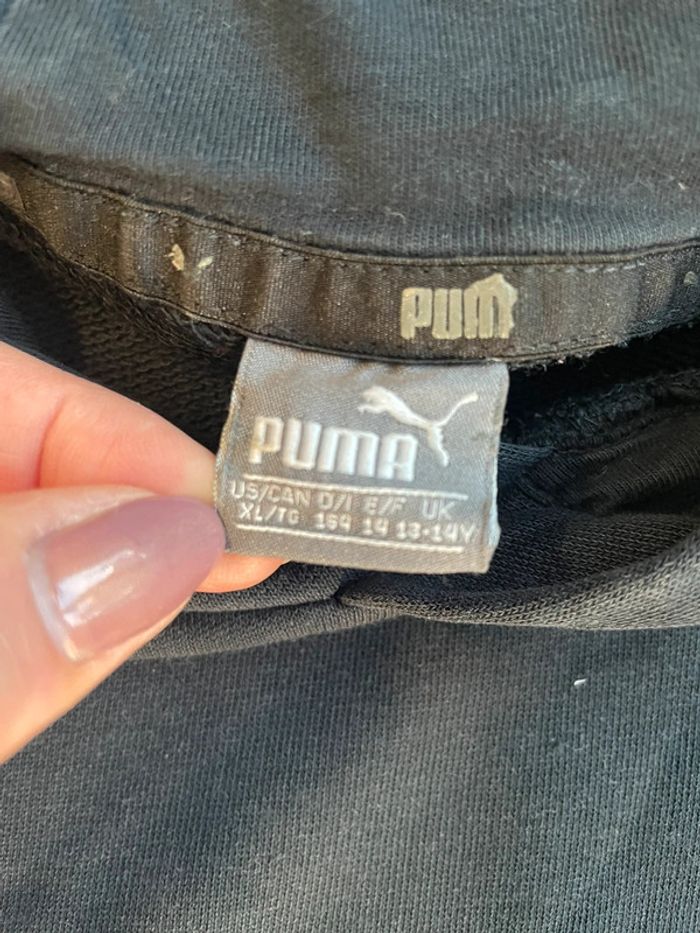 PUM
PUMA
US/CAN D/I E/F UK
XL/TG 164 14 13-14Y